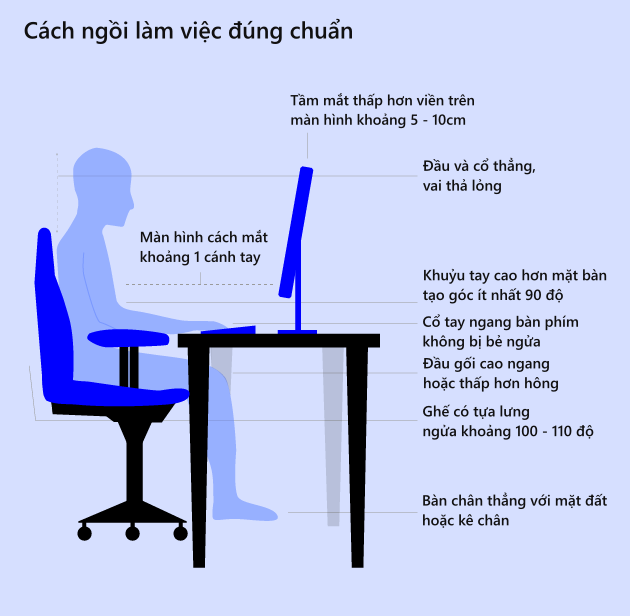 Cách ngồi làm việc đúng chuẩn
Tầm mắt thấp hơn viền trên
màn hình khoảng 5 - 10cm
Đầu và cổ thẳng,
vai thả lỏng
Màn hình cách mắt
khoảng 1 cánh tay
Khuỷu tay cao hơn mặt bàn
tạo góc ít nhất 90 độ
Cổ tay ngang bàn phím
không bị bẻ ngửa
Đầu gối cao ngang
hoặc thấp hơn hông
Ghế có tựa lưng
ngửa khoảng 100 - 110 độ
Bàn chân thẳng với mặt đất
hoặc kê chân